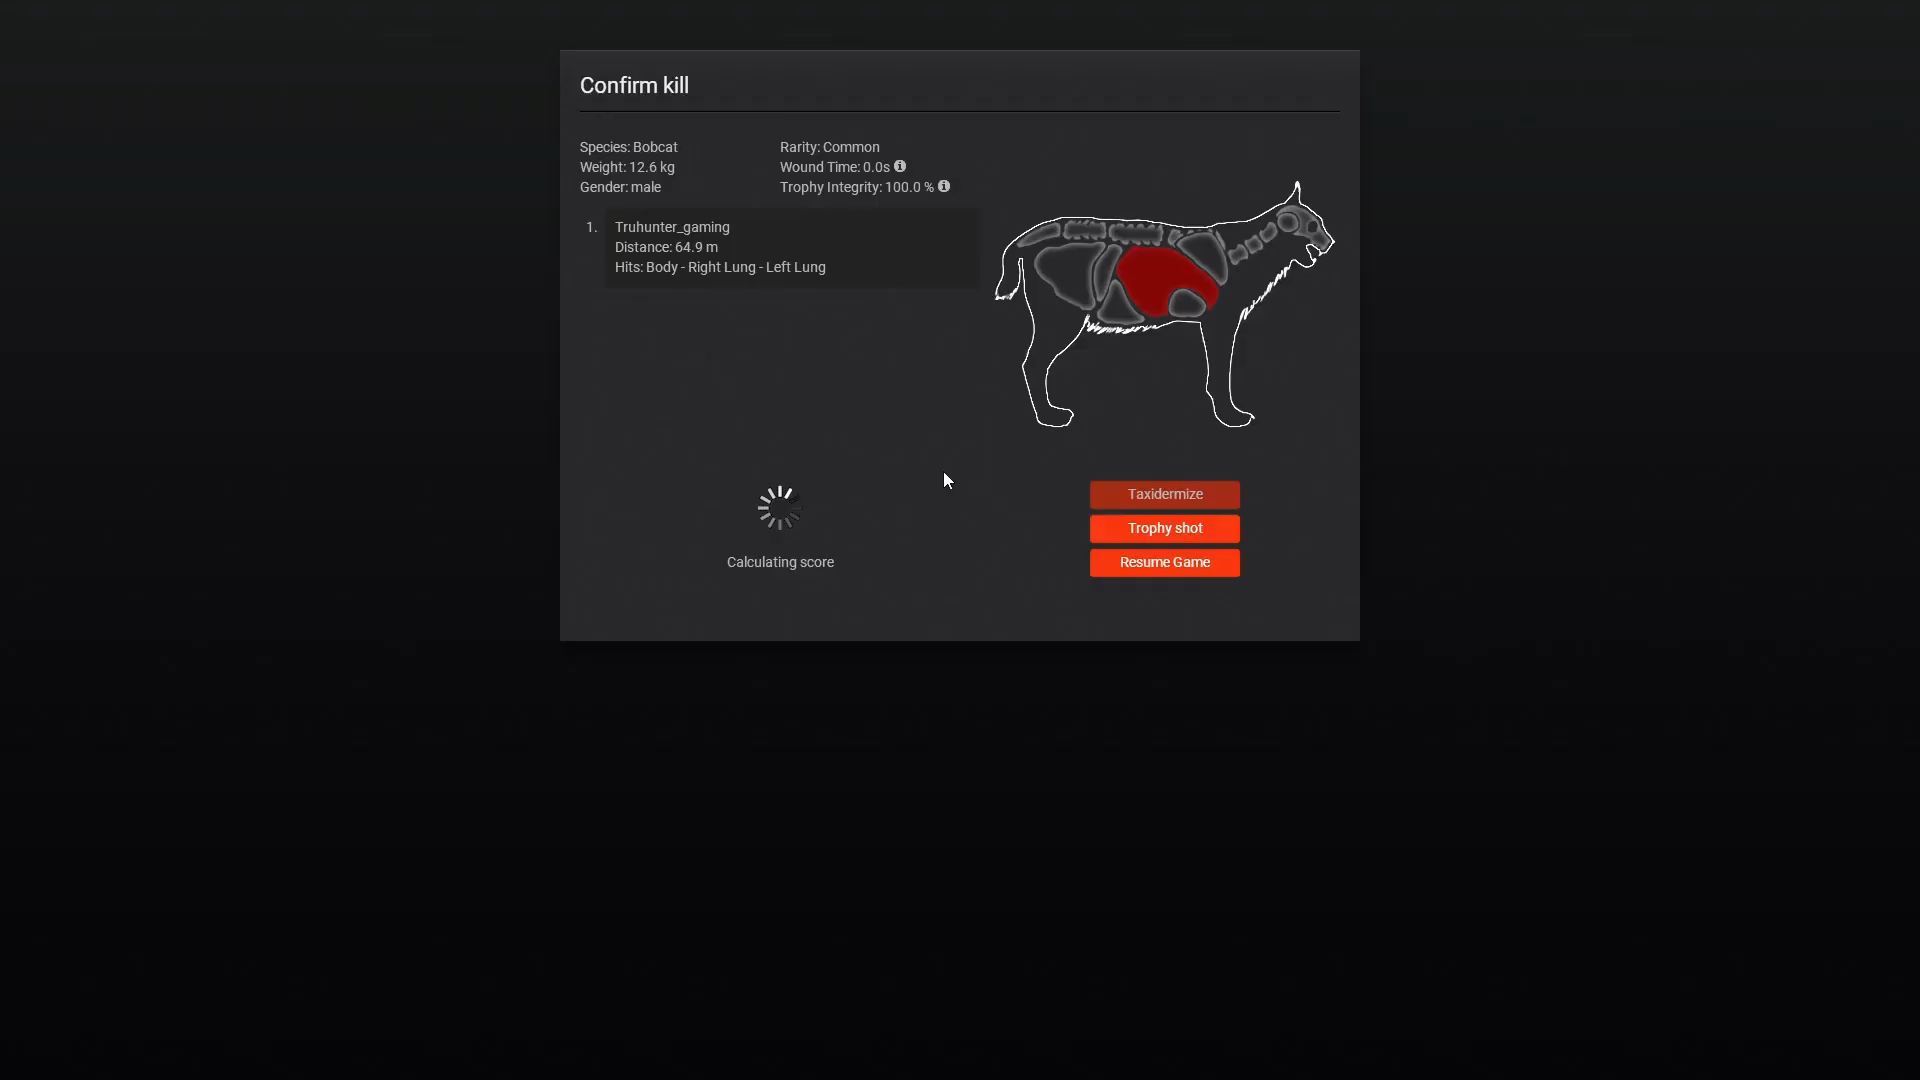 Confirm kill
Species: Bobcat
Weight: 12.6 kg
Gender: male
Rarity: Common
Wound Time: 0.0s
Trophy Integrity: 100.0 %
1.
Truhunter_gaming
Distance: 64.9 m
Hits: Body - Right Lung - Left Lung
Calculating score
Taxidermize
Trophy shot
Resume Game